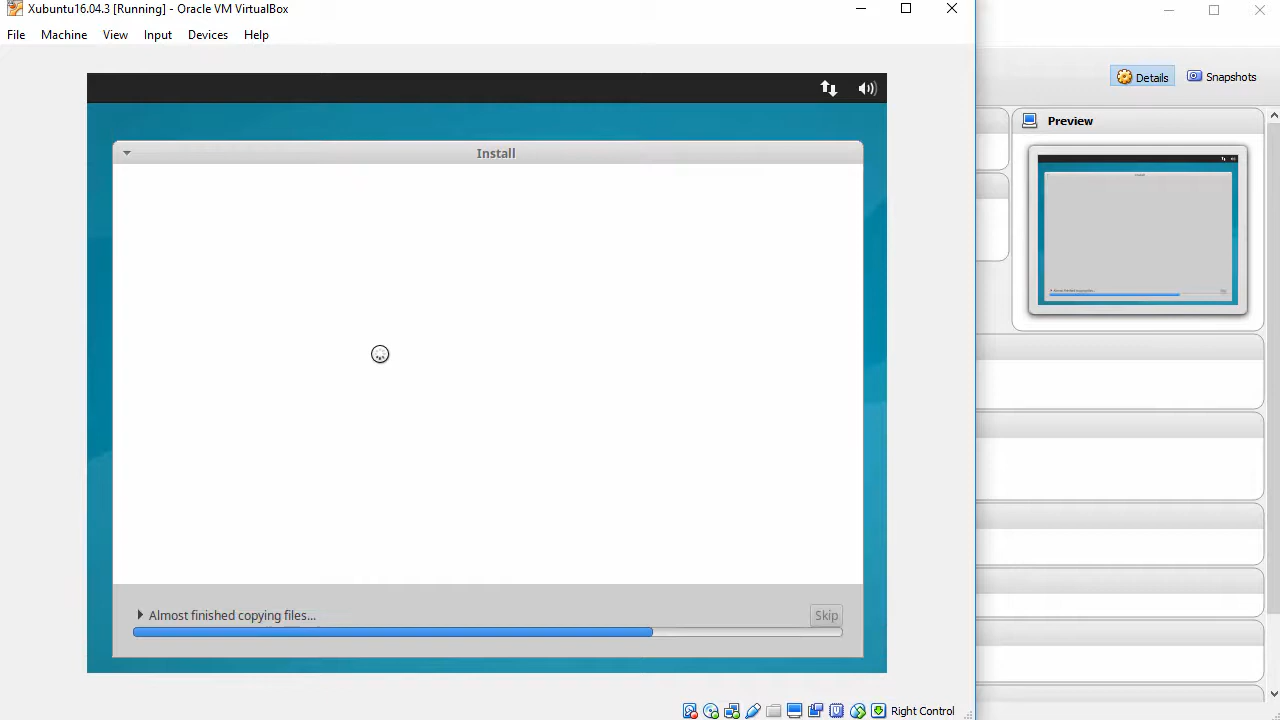 Xubuntu16.04.3 [Running] - Oracle VM VirtualBox
File Machine View Input Devices Help
Details Snapshots
Preview
Install
Almost finished copying files...
Skip
Right Control